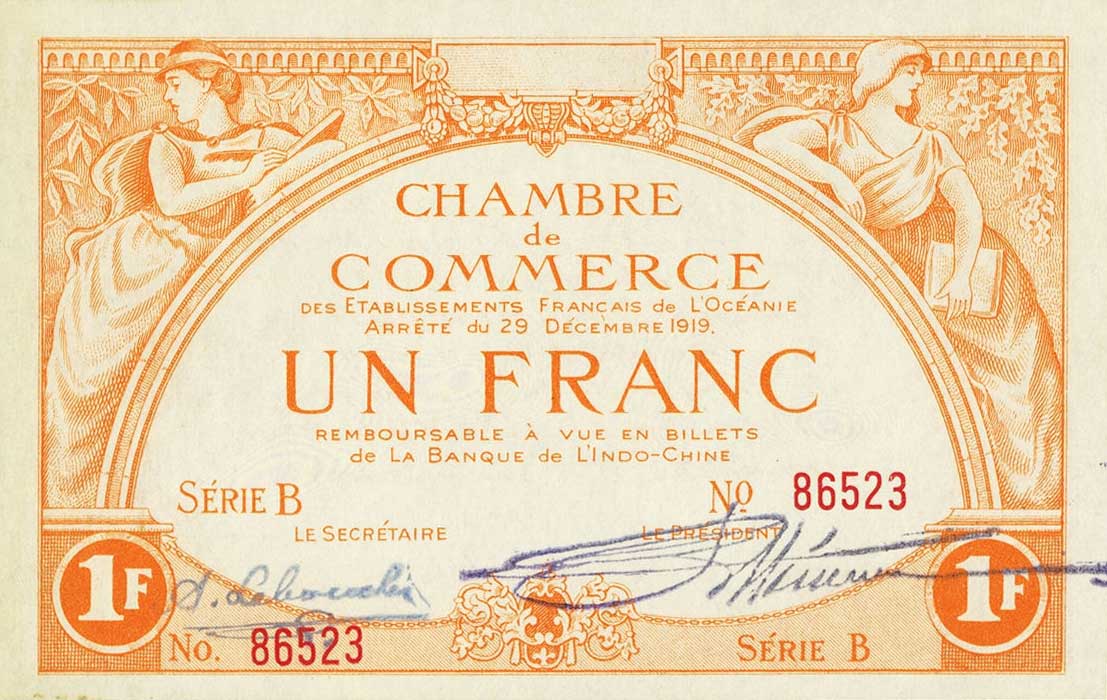 CHAMBRE
de
COMMERCE
DES ETABLISSEMENTS FRANÇAIS de L'OCÉANIE
ARRÊTÉ du 29 DÉCEMBRE 1919.
UN FRANC
REMBOURSABLE À VUE EN BILLETS
de LA BANQUE de L'INDO-CHINE
SÉRIE B No 86523
LE SECRÉTAIRE LE PRÉSIDENT
1F 1F
No. 86523 SÉRIE B